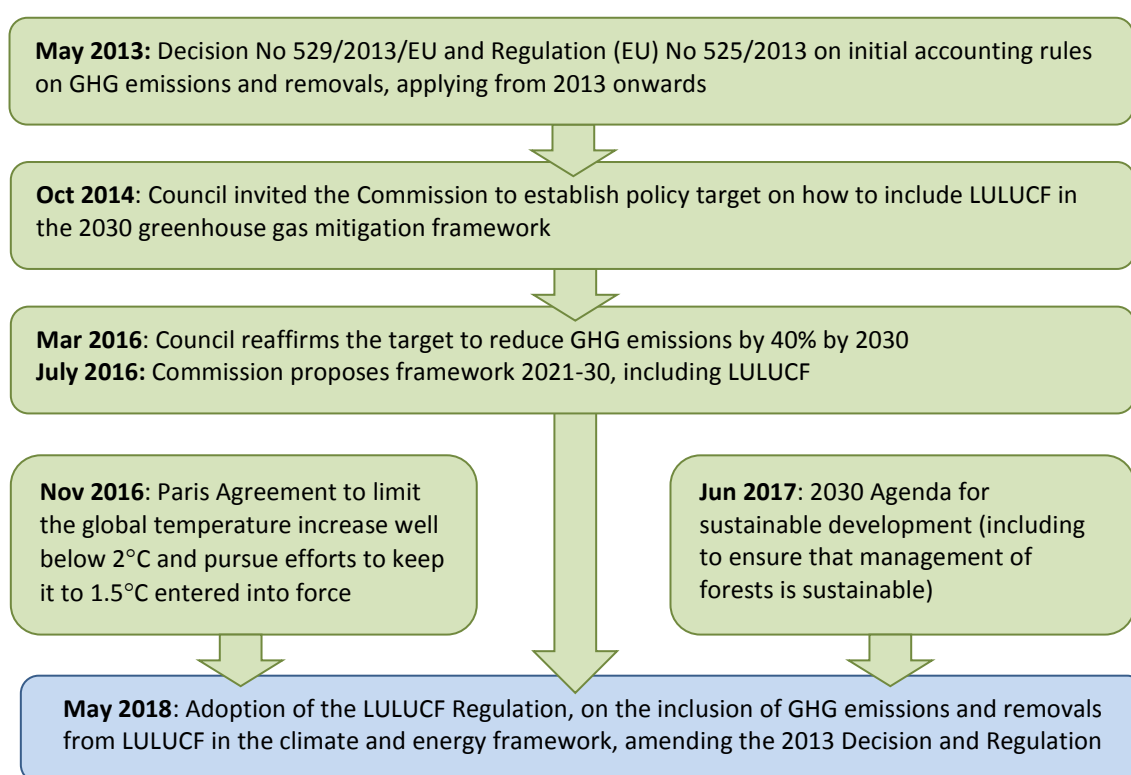 May 2013: Decision No 529/2013/EU and Regulation (EU) No 525/2013 on initial accounting rules
on GHG emissions and removals, applying from 2013 onwards
Oct 2014: Council invited the Commission to establish policy target on how to include LULUCF in
the 2030 greenhouse gas mitigation framework
Mar 2016: Council reaffirms the target to reduce GHG emissions by 40% by 2030
July 2016: Commission proposes framework 2021-30, including LULUCF
Nov 2016: Paris Agreement to limit
the global temperature increase well
below 2°C and pursue efforts to keep
it to 1.5°C entered into force
Jun 2017: 2030 Agenda for
sustainable development (including
to ensure that management of
forests is sustainable)
May 2018: Adoption of the LULUCF Regulation, on the inclusion of GHG emissions and removals
from LULUCF in the climate and energy framework, amending the 2013 Decision and Regulation